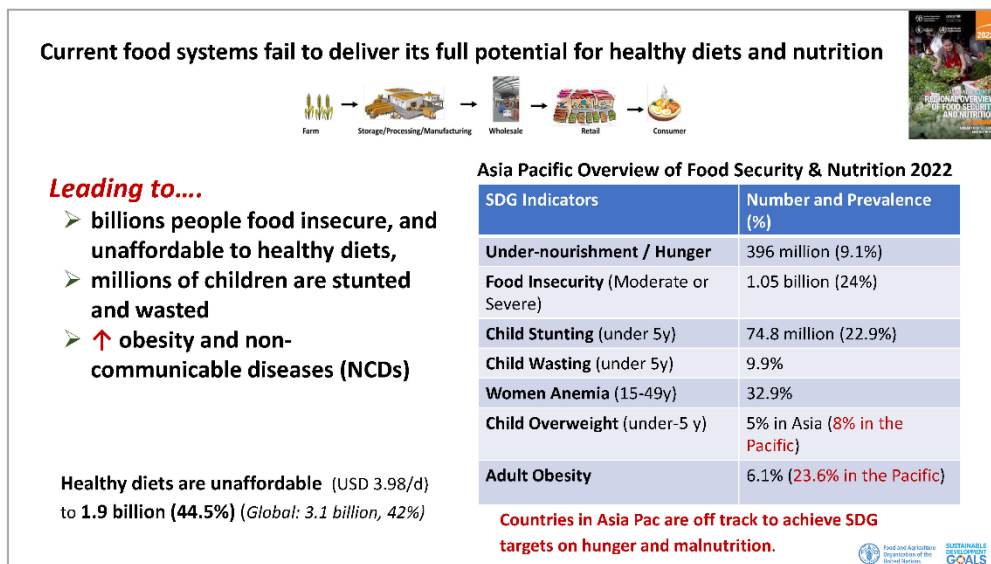 Current food systems fail to deliver its full potential for healthy diets and nutrition
2022
REGIONAL OVERVIEW
OF FOOD SECURITY
AND NUTRITION
Farm
Storage/Processing/Manufacturing
Wholesale
Retail
Consumer
Leading to....
billions people food insecure, and
unaffordable to healthy diets,
millions of children are stunted
and wasted
↑ obesity and non-
communicable diseases (NCDs)
Healthy diets are unaffordable (USD 3.98/d)
to 1.9 billion (44.5%) (Global: 3.1 billion, 42%)
Asia Pacific Overview of Food Security & Nutrition 2022
SDG Indicators
Number and Prevalence
(%)
Under-nourishment / Hunger
396 million (9.1%)
Food Insecurity (Moderate or
Severe)
1.05 billion (24%)
Child Stunting (under 5y)
74.8 million (22.9%)
Child Wasting (under 5y)
9.9%
Women Anemia (15-49y)
32.9%
Child Overweight (under-5 y)
5% in Asia (8% in the
Pacific)
Adult Obesity
6.1% (23.6% in the Pacific)
Countries in Asia Pac are off track to achieve SDG
targets on hunger and malnutrition.
Food and Agriculture
Organization of the
United Nations
SUSTAINABLE
DEVELOPMENT
GOALS